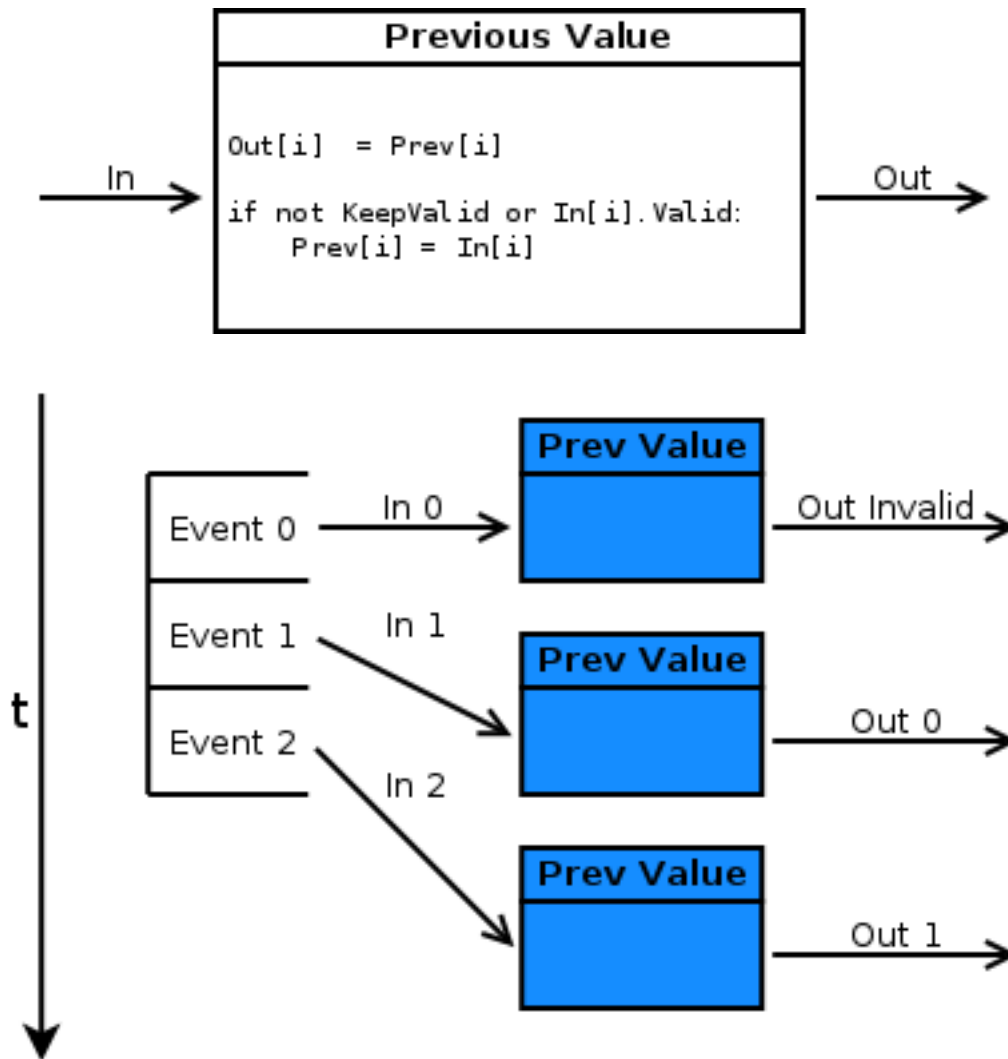 Previous Value
Out[i]  = Prev[i]
In
Out
if not KeepValid or In[i].Valid:
    Prev[i] = In[i]
Prev Value
Event 0
In 0
Out Invalid
Event 1
In 1
Prev Value
t
Out 0
Event 2
In 2
Prev Value
Out 1